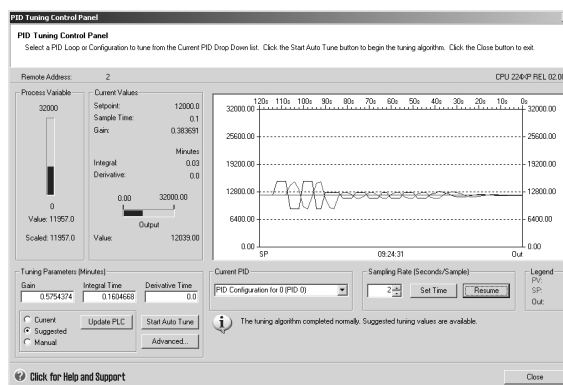 PID Tuning Control Panel
PID Tuning Control Panel
Select a PID Loop or Configuration to tune from the Current PID Drop Down list. Click the Start Auto Tune button to begin the tuning algorithm. Click the Close button to exit.
Remote Address: 2 CPU 224XP REL 02.00
Process Variable
32000
0
Value: 11957.0
Scaled: 11957.0
Current Values
Setpoint: 12000.0
Sample Time: 0.1
Gain: 0.383691
Minutes
Integral: 0.03
Derivative: 0.0
0.00 32000.00
Output
Value: 12039.00
120s 110s 100s 90s 80s 70s 60s 50s 40s 30s 20s 10s 0s
32000.00 32000.00
25600.00 25600.00
19200.00 19200.00
12800.00 12800.00
6400.00 6400.00
0.00 0.00
SP 09:24:31 Out
Tuning Parameters (Minutes)
Gain Integral Time Derivative Time
0.5754374 0.1604668 0.0
Current
Suggested
Manual
Update PLC
Start Auto Tune
Advanced...
Current PID
PID Configuration for 0 (PID 0)
Sampling Rate (Seconds/Sample)
2 Set Time Resume
Legend
PV:
SP:
Out:
The tuning algorithm completed normally. Suggested tuning values are available.
Click for Help and Support
Close